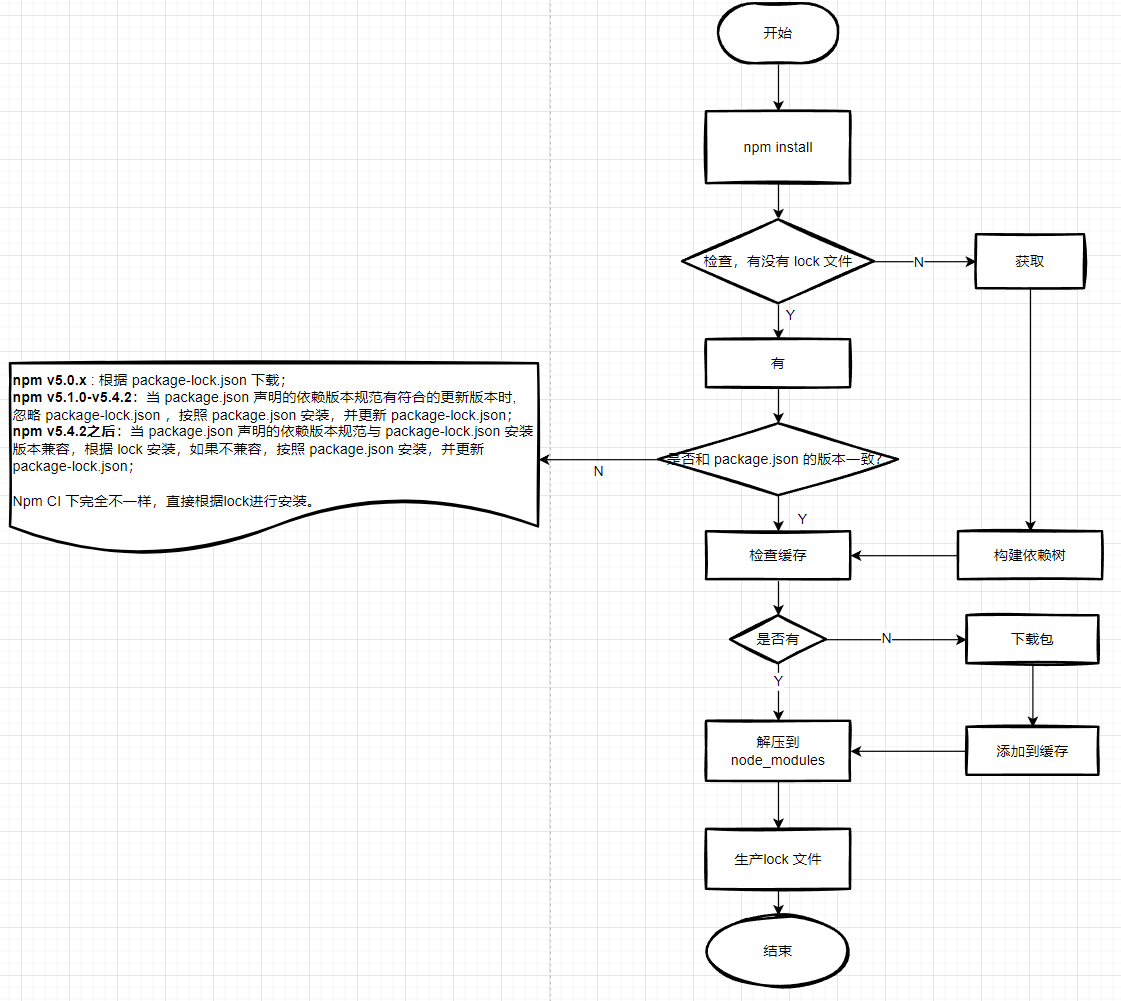 开始
npm install
检查，有没有 lock 文件
N
获取
Y
有
npm v5.0.x : 根据 package-lock.json 下载；
npm v5.1.0-v5.4.2：当 package.json 声明的依赖版本规范有符合的更新版本时,
忽略 package-lock.json ，按照 package.json 安装，并更新 package-lock.json；
npm v5.4.2之后：当 package.json 声明的依赖版本规范与 package-lock.json 安装
版本兼容，根据 lock 安装，如果不兼容，按照 package.json 安装，并更新
package-lock.json；
Npm CI 下完全不一样，直接根据lock进行安装。
N
是否和 package.json 的版本一致？
Y
检查缓存
构建依赖树
是否有
N
下载包
Y
解压到
node_modules
添加到缓存
生产lock 文件
结束